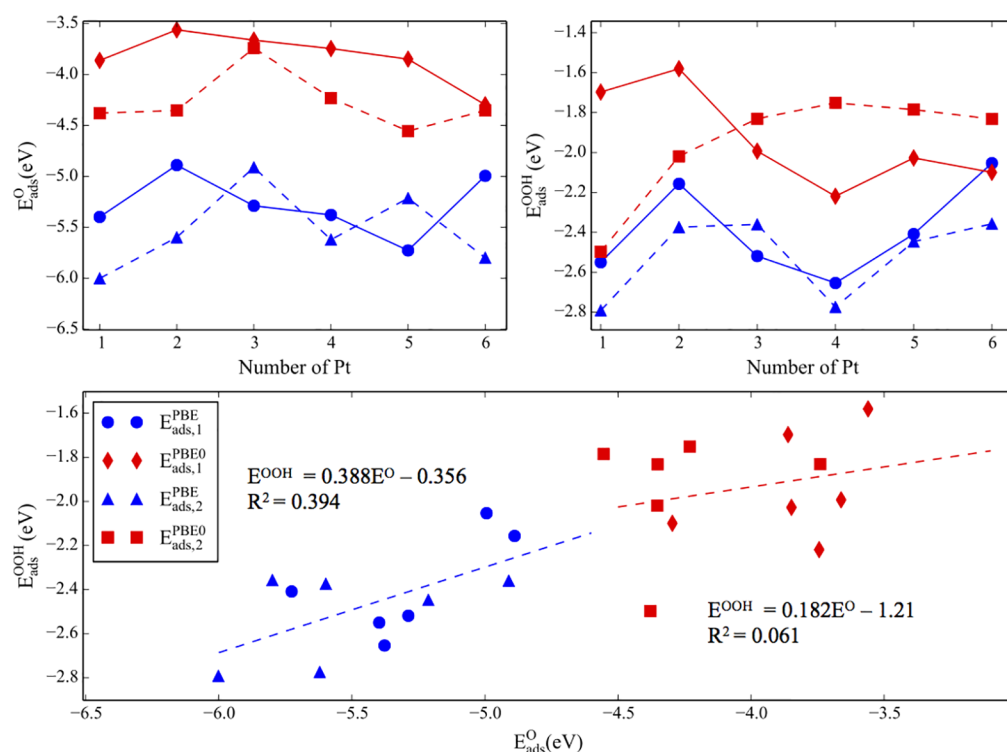 −3.5
−4.0
−4.5
−5.0
−5.5
−6.0
−6.5
E^O_ads(eV)
1 2 3 4 5 6
Number of Pt
−1.4
−1.6
−1.8
−2.0
−2.2
−2.4
−2.6
−2.8
E^OOH_ads (eV)
1 2 3 4 5 6
Number of Pt
−1.6
−1.8
−2.0
−2.2
−2.4
−2.6
−2.8
E^OOH_ads (eV)
E^PBE_ads,1
E^PBE0_ads,1
E^PBE_ads,2
E^PBE0_ads,2
E^OOH = 0.388E^O − 0.356
R² = 0.394
E^OOH = 0.182E^O − 1.21
R² = 0.061
−6.5 −6.0 −5.5 −5.0 −4.5 −4.0 −3.5
E^O_ads(eV)